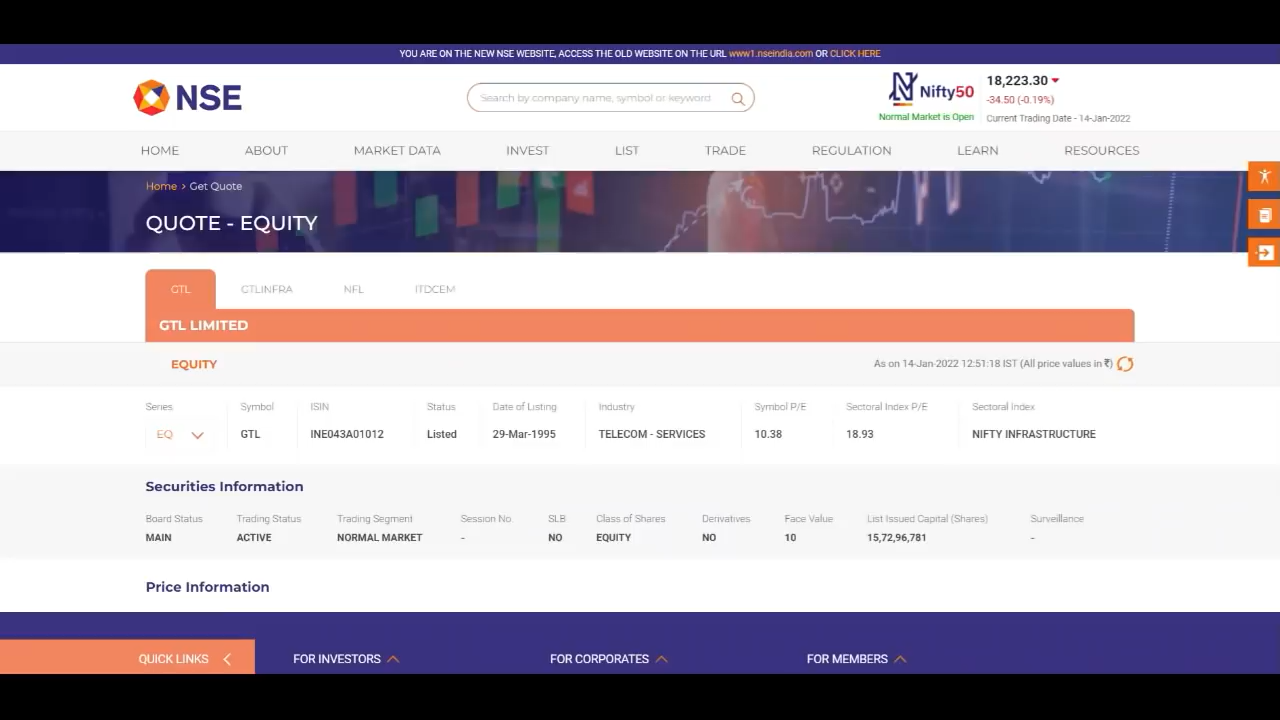 YOU ARE ON THE NEW NSE WEBSITE, ACCESS THE OLD WEBSITE ON THE URL www1.nseindia.com OR CLICK HERE
NSE
Search by company name, symbol or keyword
Nifty50
18,223.30
-34.50 (-0.19%)
Normal Market is Open
Current Trading Date - 14-Jan-2022
HOME ABOUT MARKET DATA INVEST LIST TRADE REGULATION LEARN RESOURCES
Home > Get Quote
QUOTE - EQUITY
GTL GTLINFRA NFL ITDCEM
GTL LIMITED
EQUITY As on 14-Jan-2022 12:51:18 IST (All price values in ₹)
Series Symbol ISIN Status Date of Listing Industry Symbol P/E Sectoral Index P/E Sectoral Index
EQ GTL INE043A01012 Listed 29-Mar-1995 TELECOM - SERVICES 10.38 18.93 NIFTY INFRASTRUCTURE
Securities Information
Board Status Trading Status Trading Segment Session No. SLB Class of Shares Derivatives Face Value List Issued Capital (Shares) Surveillance
MAIN ACTIVE NORMAL MARKET - NO EQUITY NO 10 15,72,96,781 -
Price Information
QUICK LINKS FOR INVESTORS FOR CORPORATES FOR MEMBERS